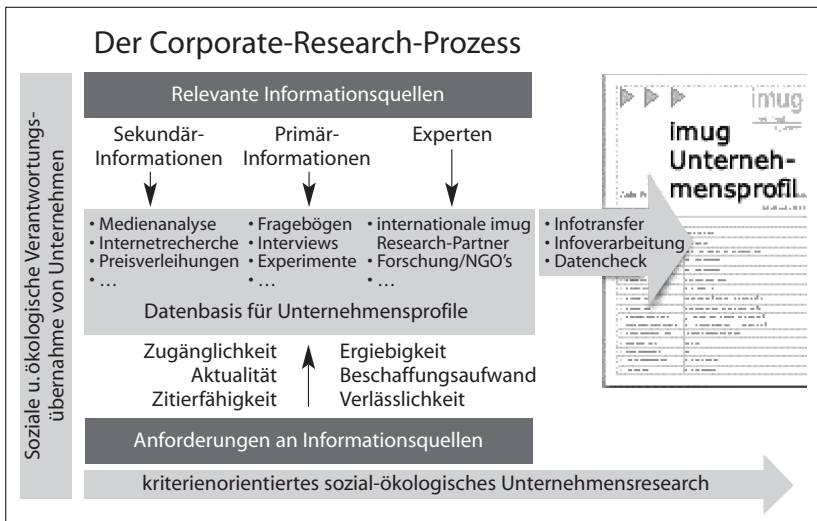 Der Corporate-Research-Prozess
Soziale u. ökologische Verantwortungs-
übernahme von Unternehmen
Relevante Informationsquellen
Sekundär-
Informationen
Primär-
Informationen
Experten
• Medienanalyse
• Internetrecherche
• Preisverleihungen
• …
• Fragebögen
• Interviews
• Experimente
• …
• internationale imug
Research-Partner
• Forschung/NGO's
• …
Datenbasis für Unternehmensprofile
• Infotransfer
• Infoverarbeitung
• Datencheck
imug
imug
Unterneh-
mensprofil
Zugänglichkeit
Aktualität
Zitierfähigkeit
Ergiebigkeit
Beschaffungsaufwand
Verlässlichkeit
Anforderungen an Informationsquellen
kriterienorientiertes sozial-ökologisches Unternehmensresearch